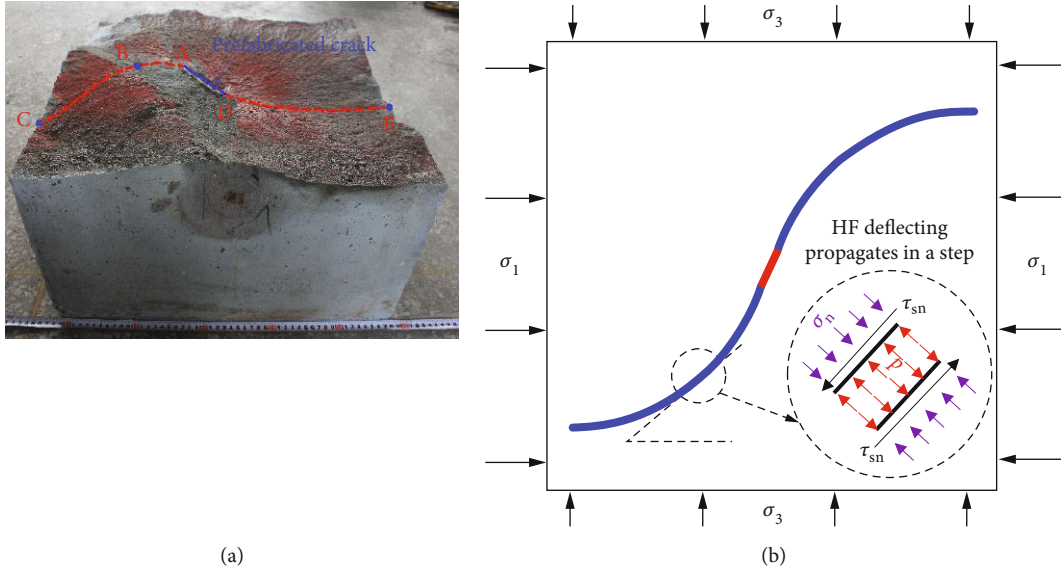 Prefabricated crack
B
A
C
D
E
(a)
σ₃
σ₁
σ₁
HF deflecting
propagates in a step
σₙ
τₛₙ
p
τₛₙ
σ₃
(b)